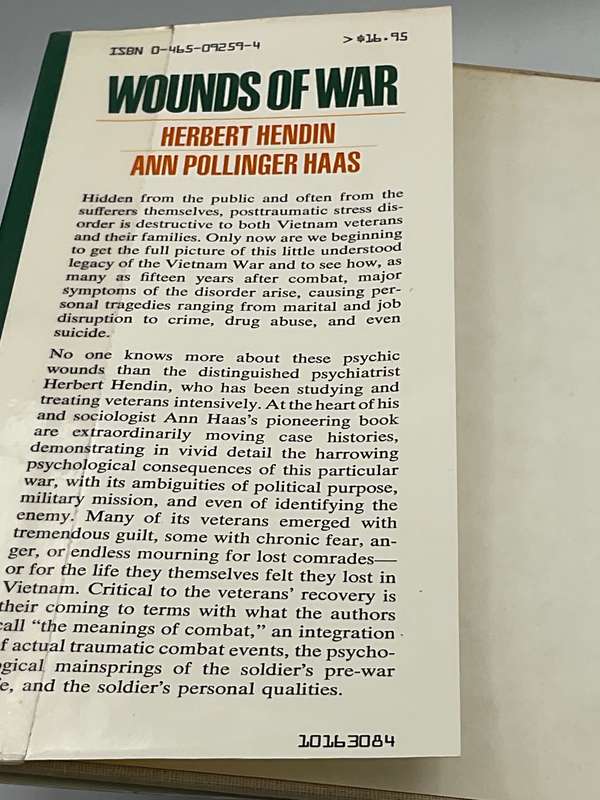 ISBN 0-465-09259-4
>$16.95
WOUNDS OF WAR
HERBERT HENDIN
ANN POLLINGER HAAS
Hidden from the public and often from the
sufferers themselves, posttraumatic stress dis-
order is destructive to both Vietnam veterans
and their families. Only now are we beginning
to get the full picture of this little understood
legacy of the Vietnam War and to see how, as
many as fifteen years after combat, major
symptoms of the disorder arise, causing per-
sonal tragedies ranging from marital and job
disruption to crime, drug abuse, and even
suicide.
No one knows more about these psychic
wounds than the distinguished psychiatrist
Herbert Hendin, who has been studying and
treating veterans intensively. At the heart of his
and sociologist Ann Haas's pioneering book
are extraordinarily moving case histories,
demonstrating in vivid detail the harrowing
psychological consequences of this particular
war, with its ambiguities of political purpose,
military mission, and even of identifying the
enemy. Many of its veterans emerged with
tremendous guilt, some with chronic fear, an-
ger, or endless mourning for lost comrades—
or for the life they themselves felt they lost in
Vietnam. Critical to the veterans' recovery is
their coming to terms with what the authors
call "the meanings of combat," an integration
f actual traumatic combat events, the psycho-
ogical mainsprings of the soldier's pre-war
e, and the soldier's personal qualities.
10163084